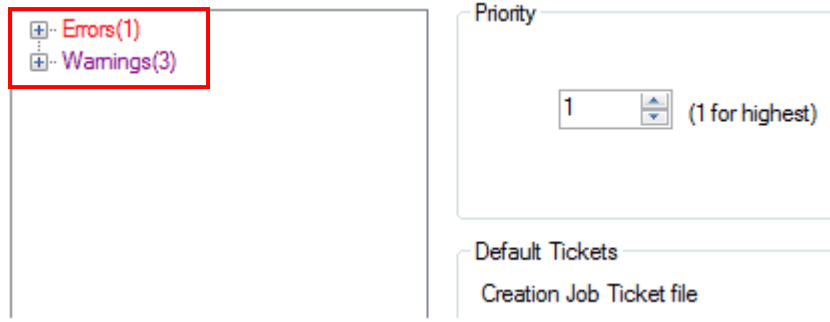 Errors(1)
Warnings(3)
Priority
1
(1 for highest)
Default Tickets
Creation Job Ticket file